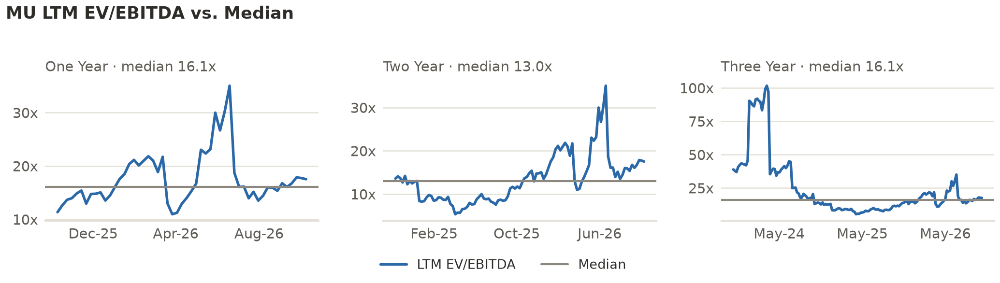 MU LTM EV/EBITDA vs. Median
One Year · median 16.1x
30x
20x
10x
Dec-25 Apr-26 Aug-26
Two Year · median 13.0x
30x
20x
10x
Feb-25 Oct-25 Jun-26
Three Year · median 16.1x
100x
75x
50x
25x
May-24 May-25 May-26
LTM EV/EBITDA Median